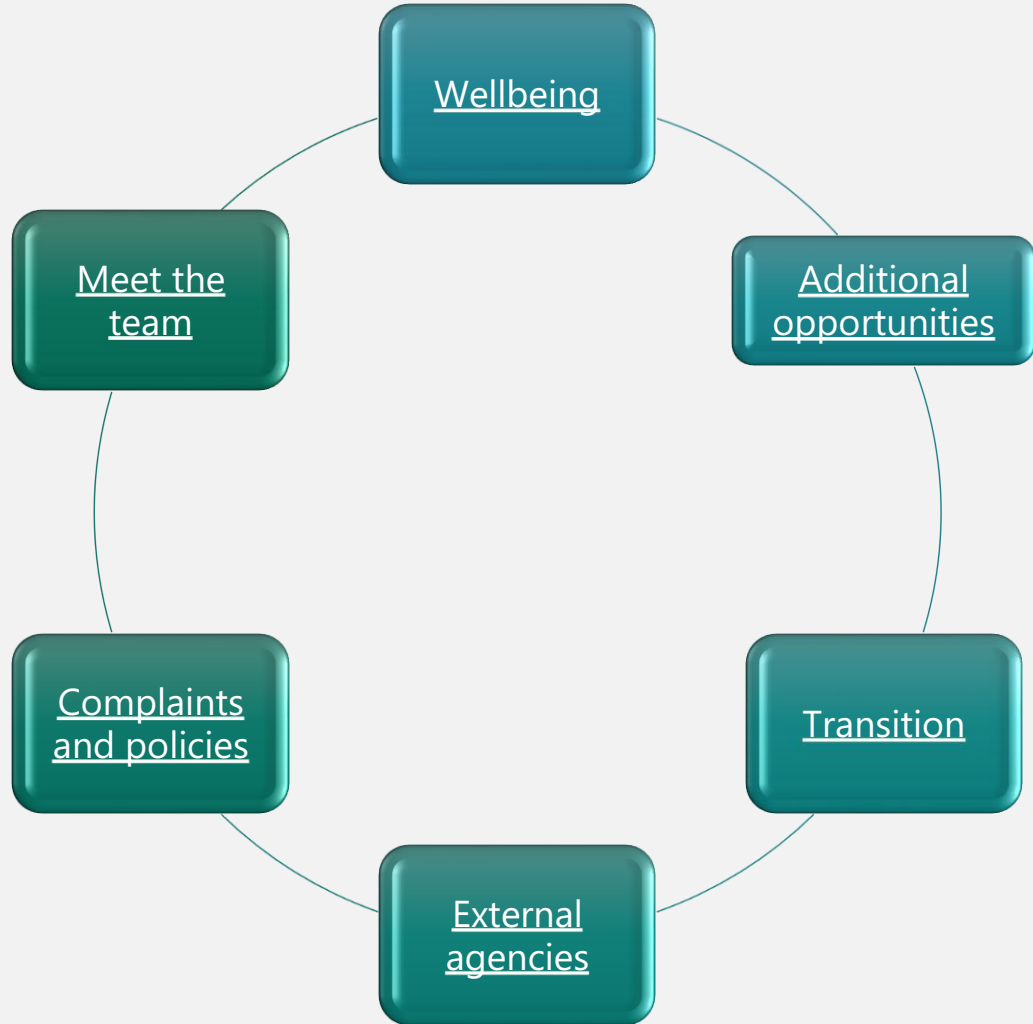 Wellbeing
Additional
opportunities
Transition
External
agencies
Complaints
and policies
Meet the
team